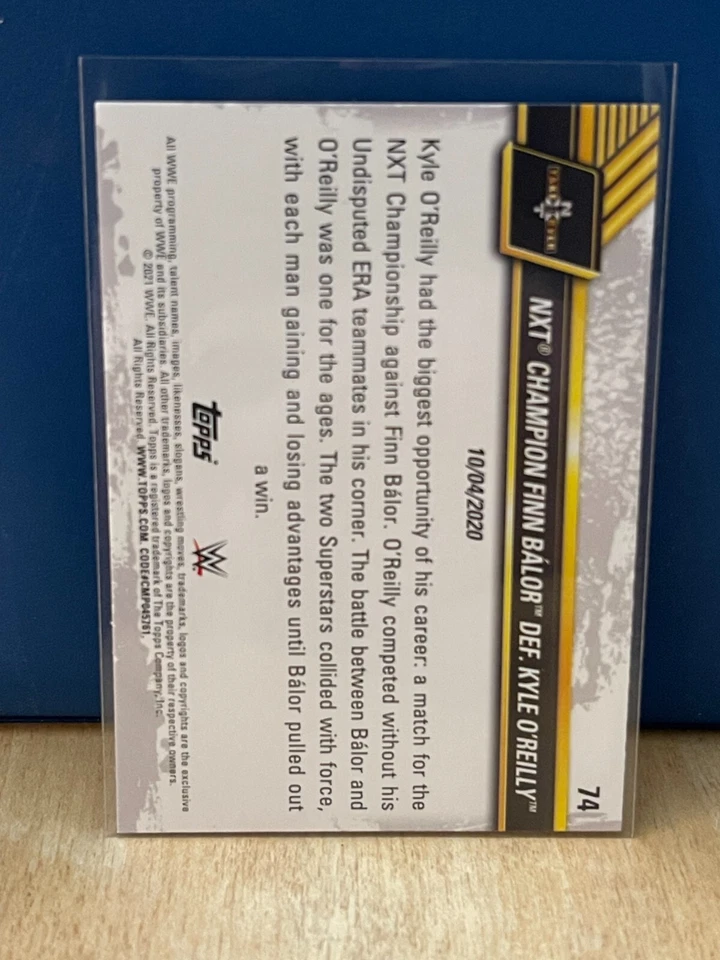 74
TAKEOVER
NXT® CHAMPION FINN BÁLOR™ DEF. KYLE O'REILLY™
10/04/2020
Kyle O'Reilly had the biggest opportunity of his career: a match for the
NXT Championship against Finn Bálor. O'Reilly competed without his
Undisputed ERA teammates in his corner. The battle between Bálor and
O'Reilly was one for the ages. The two Superstars collided with force,
with each man gaining and losing advantages until Bálor pulled out
a win.
topps® W
All WWE programming, talent names, images, likenesses, slogans, wrestling moves, trademarks, logos and copyrights are the exclusive
property of WWE and its subsidiaries. All other trademarks, logos and copyrights are the property of their respective owners.
© 2021 WWE. All Rights Reserved. Topps is a registered trademark of The Topps Company, Inc.
All Rights Reserved. WWW.TOPPS.COM. CODE#CMP045761.